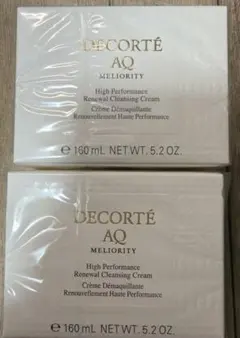 DECORTÉ
AQ
MELIORITY
High Performance
Renewal Cleansing Cream
Crème Démaquillante
Renouvellement Haute Performance
℮ 160 mL NET WT. 5.2 OZ.
DECORTÉ
AQ
MELIORITY
High Performance
Renewal Cleansing Cream
Crème Démaquillante
Renouvellement Haute Performance
℮ 160 mL NET WT. 5.2 OZ.